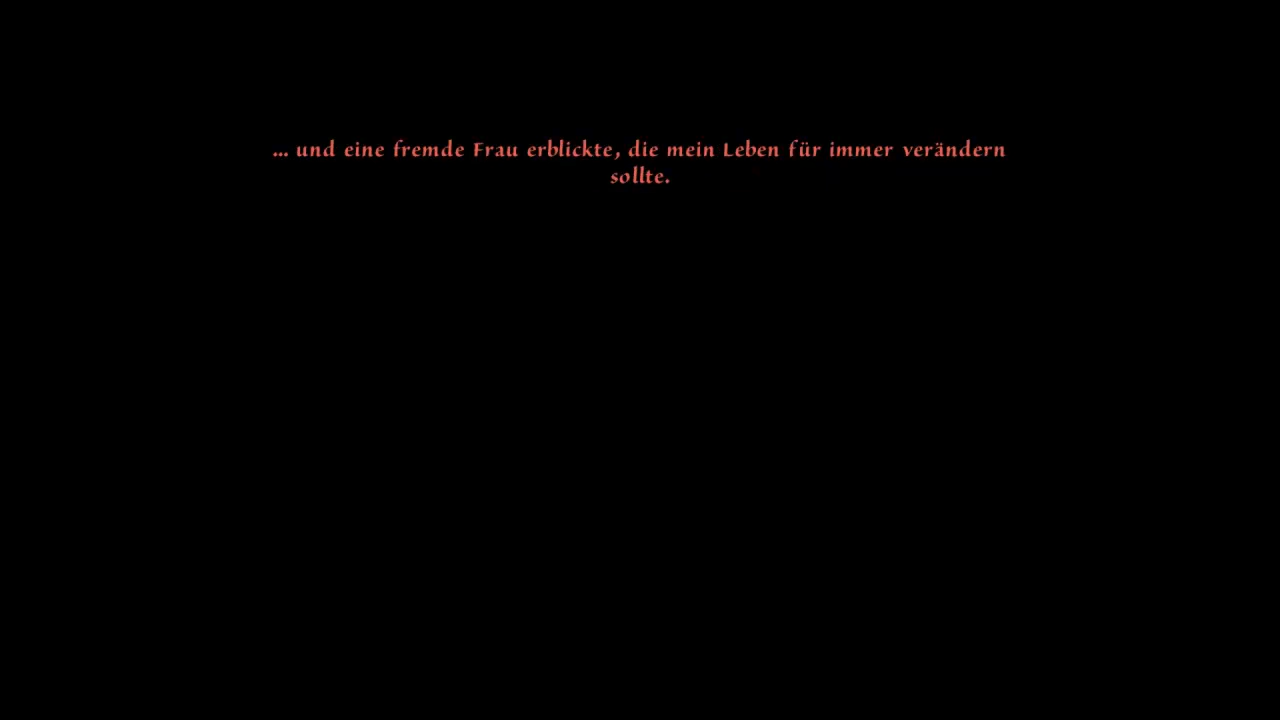 ... und eine fremde Frau erblickte, die mein Leben für immer verändern
sollte.